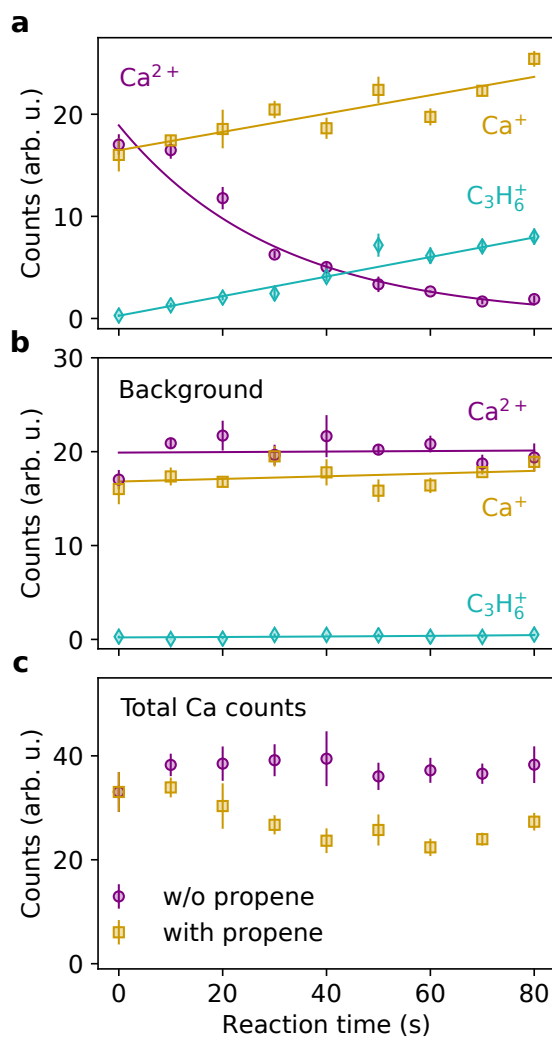 a
Counts (arb. u.)
20
10
0
Ca²⁺
Ca⁺
C₃H₆⁺
b
Counts (arb. u.)
30
20
10
0
Background
Ca²⁺
Ca⁺
C₃H₆⁺
c
Counts (arb. u.)
40
20
0
Total Ca counts
w/o propene
with propene
0 20 40 60 80
Reaction time (s)